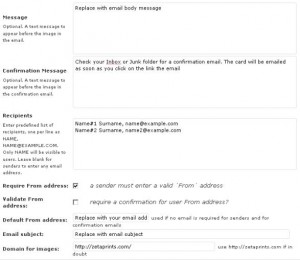 Replace with email body message
Message
Optional. A text message to
appear before the image in
the email.
Check your Inbox or Junk folder for a confirmation email. The card will be emailed
as soon as you click on the link the email
Confirmation Message
Optional. A text message to
appear before the image in
the confirmation email.
Recipients
Enter predefined list of
recipients, one per line as
NAME,
NAME@EXAMPLE.COM.
Only NAME will be visible
to users. Leave blank for
senders to enter any email
address.
Name#1 Surname, name@example.com
Name#2 Surname, name2@example.com
Require From address:
a sender must enter a valid `From` address
Validate From
address:
require a confirmation for user From address?
Default From address:
Replace with your email add
used if no email is required for senders and for
confirmation emails
Email subject:
Replace with email subject
Domain for images:
http://zetaprints.com/
use http://zetaprints.com if in
doubt